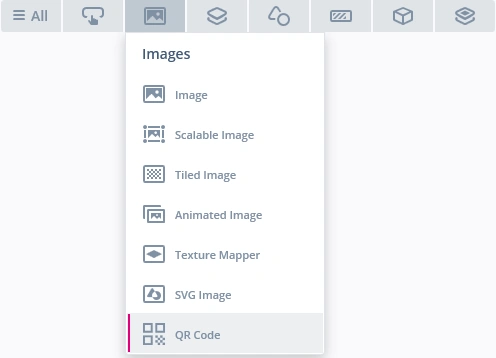 All
Images
Image
Scalable Image
Tiled Image
Animated Image
Texture Mapper
SVG Image
QR Code